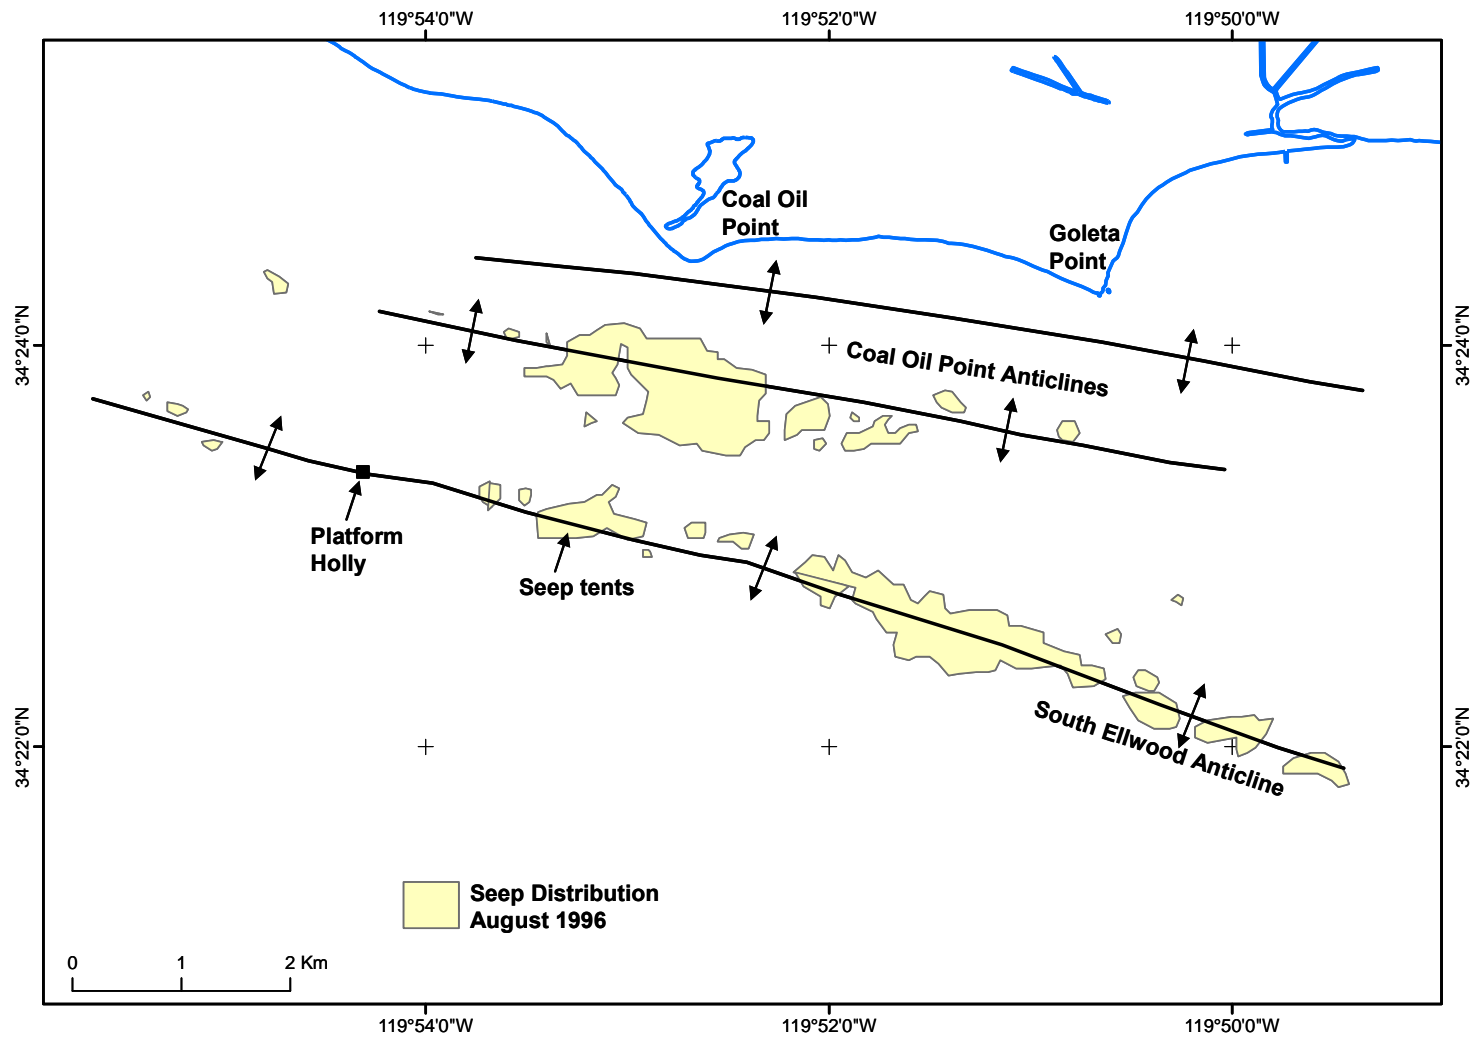 119°54'0"W
119°52'0"W
119°50'0"W
Coal Oil
Point
Goleta
Point
34°24'0"N
34°24'0"N
Coal Oil Point Anticlines
Platform
Holly
Seep tents
South Ellwood Anticline
34°22'0"N
34°22'0"N
Seep Distribution
August 1996
0 1 2 Km
119°54'0"W
119°52'0"W
119°50'0"W